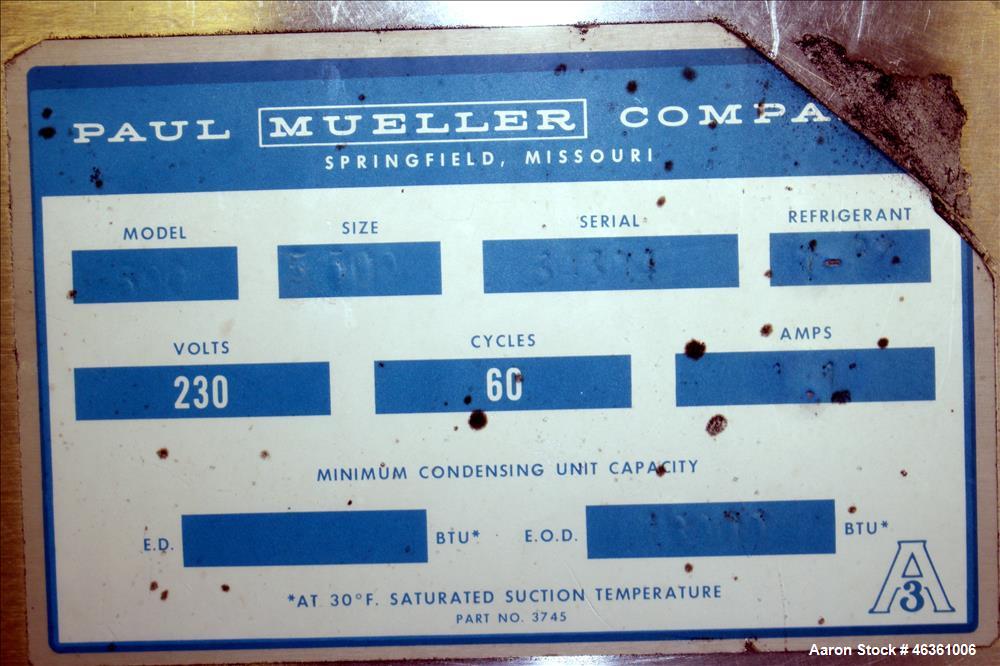 PAUL MUELLER COMPA
SPRINGFIELD, MISSOURI
MODEL SIZE SERIAL REFRIGERANT
VOLTS CYCLES AMPS
230 60
MINIMUM CONDENSING UNIT CAPACITY
E.D. BTU* E.O.D. BTU*
*AT 30°F. SATURATED SUCTION TEMPERATURE
PART NO. 3745
A
3
Aaron Stock # 46361006